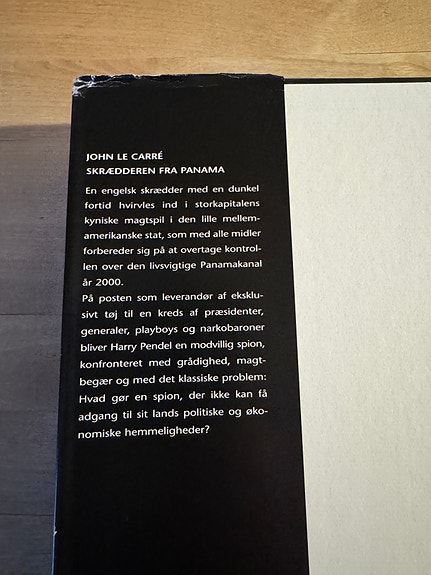 JOHN LE CARRÉ
SKRÆDDEREN FRA PANAMA
En engelsk skrædder med en dunkel
fortid hvirvles ind i storkapitalens
kyniske magtspil i den lille mellem-
amerikanske stat, som med alle midler
forbereder sig på at overtage kontrol-
len over den livsvigtige Panamakanal
år 2000.
På posten som leverandør af eksklu-
sivt tøj til en kreds af præsidenter,
generaler, playboys og narkobaroner
bliver Harry Pendel en modvillig spion,
konfronteret med grådighed, magt-
begær og med det klassiske problem:
Hvad gør en spion, der ikke kan få
adgang til sit lands politiske og øko-
nomiske hemmeligheder?